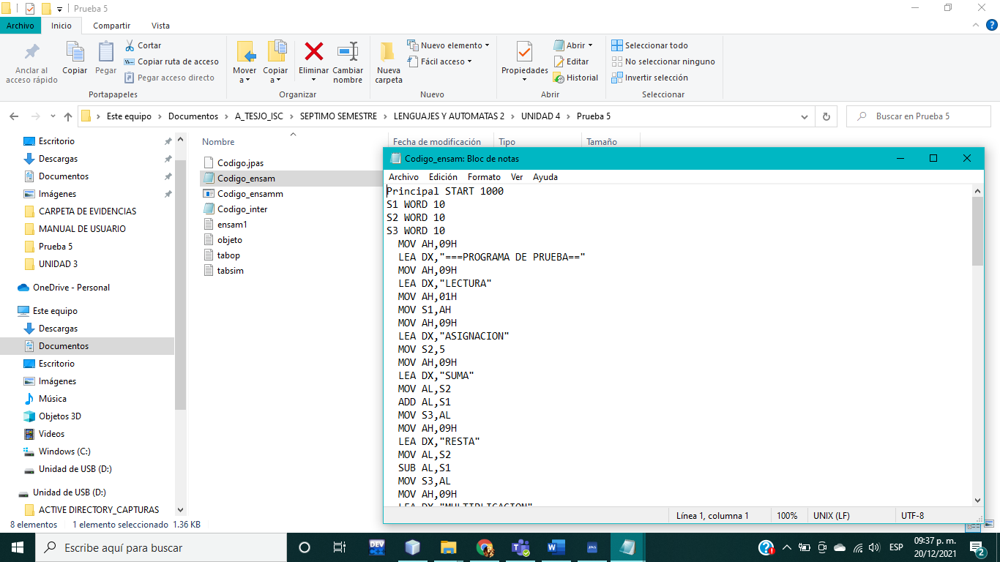 Prueba 5
Archivo Inicio Compartir Vista
Anclar al acceso rápido
Copiar
Pegar
Cortar
Copiar ruta de acceso
Pegar acceso directo
Portapapeles
Mover a
Copiar a
Eliminar
Cambiar nombre
Organizar
Nueva carpeta
Nuevo elemento
Fácil acceso
Nuevo
Propiedades
Abrir
Editar
Historial
Abrir
Seleccionar todo
No seleccionar ninguno
Invertir selección
Seleccionar
Este equipo > Documentos > A_TESJO_ISC > SEPTIMO SEMESTRE > LENGUAJES Y AUTOMATAS 2 > UNIDAD 4 > Prueba 5
Buscar en Prueba 5
Escritorio
Descargas
Documentos
Imágenes
CARPETA DE EVIDENCIAS
MANUAL DE USUARIO
Prueba 5
UNIDAD 3
OneDrive - Personal
Este equipo
Descargas
Documentos
Escritorio
Imágenes
Música
Objetos 3D
Videos
Windows (C:)
Unidad de USB (D:)
Unidad de USB (D:)
ACTIVE DIRECTORY_CAPTURAS
Nombre Fecha de modificación Tipo Tamaño
Codigo.jpas
Codigo_ensam
Codigo_ensamm
Codigo_inter
ensam1
objeto
tabop
tabsim
Codigo_ensam: Bloc de notas
Archivo Edición Formato Ver Ayuda
Principal START 1000
S1 WORD 10
S2 WORD 10
S3 WORD 10
MOV AH,09H
LEA DX,"===PROGRAMA DE PRUEBA=="
MOV AH,09H
LEA DX,"LECTURA"
MOV AH,01H
MOV S1,AH
MOV AH,09H
LEA DX,"ASIGNACION"
MOV S2,5
MOV AH,09H
LEA DX,"SUMA"
MOV AL,S2
ADD AL,S1
MOV S3,AL
MOV AH,09H
LEA DX,"RESTA"
MOV AL,S2
SUB AL,S1
MOV S3,AL
MOV AH,09H
LEA DX,"MULTIPLICACION"
Línea 1, columna 1 100% UNIX (LF) UTF-8
8 elementos 1 elemento seleccionado 1.36 KB
Escribe aquí para buscar
DEV
ESP
09:37 p. m.
20/12/2021
2